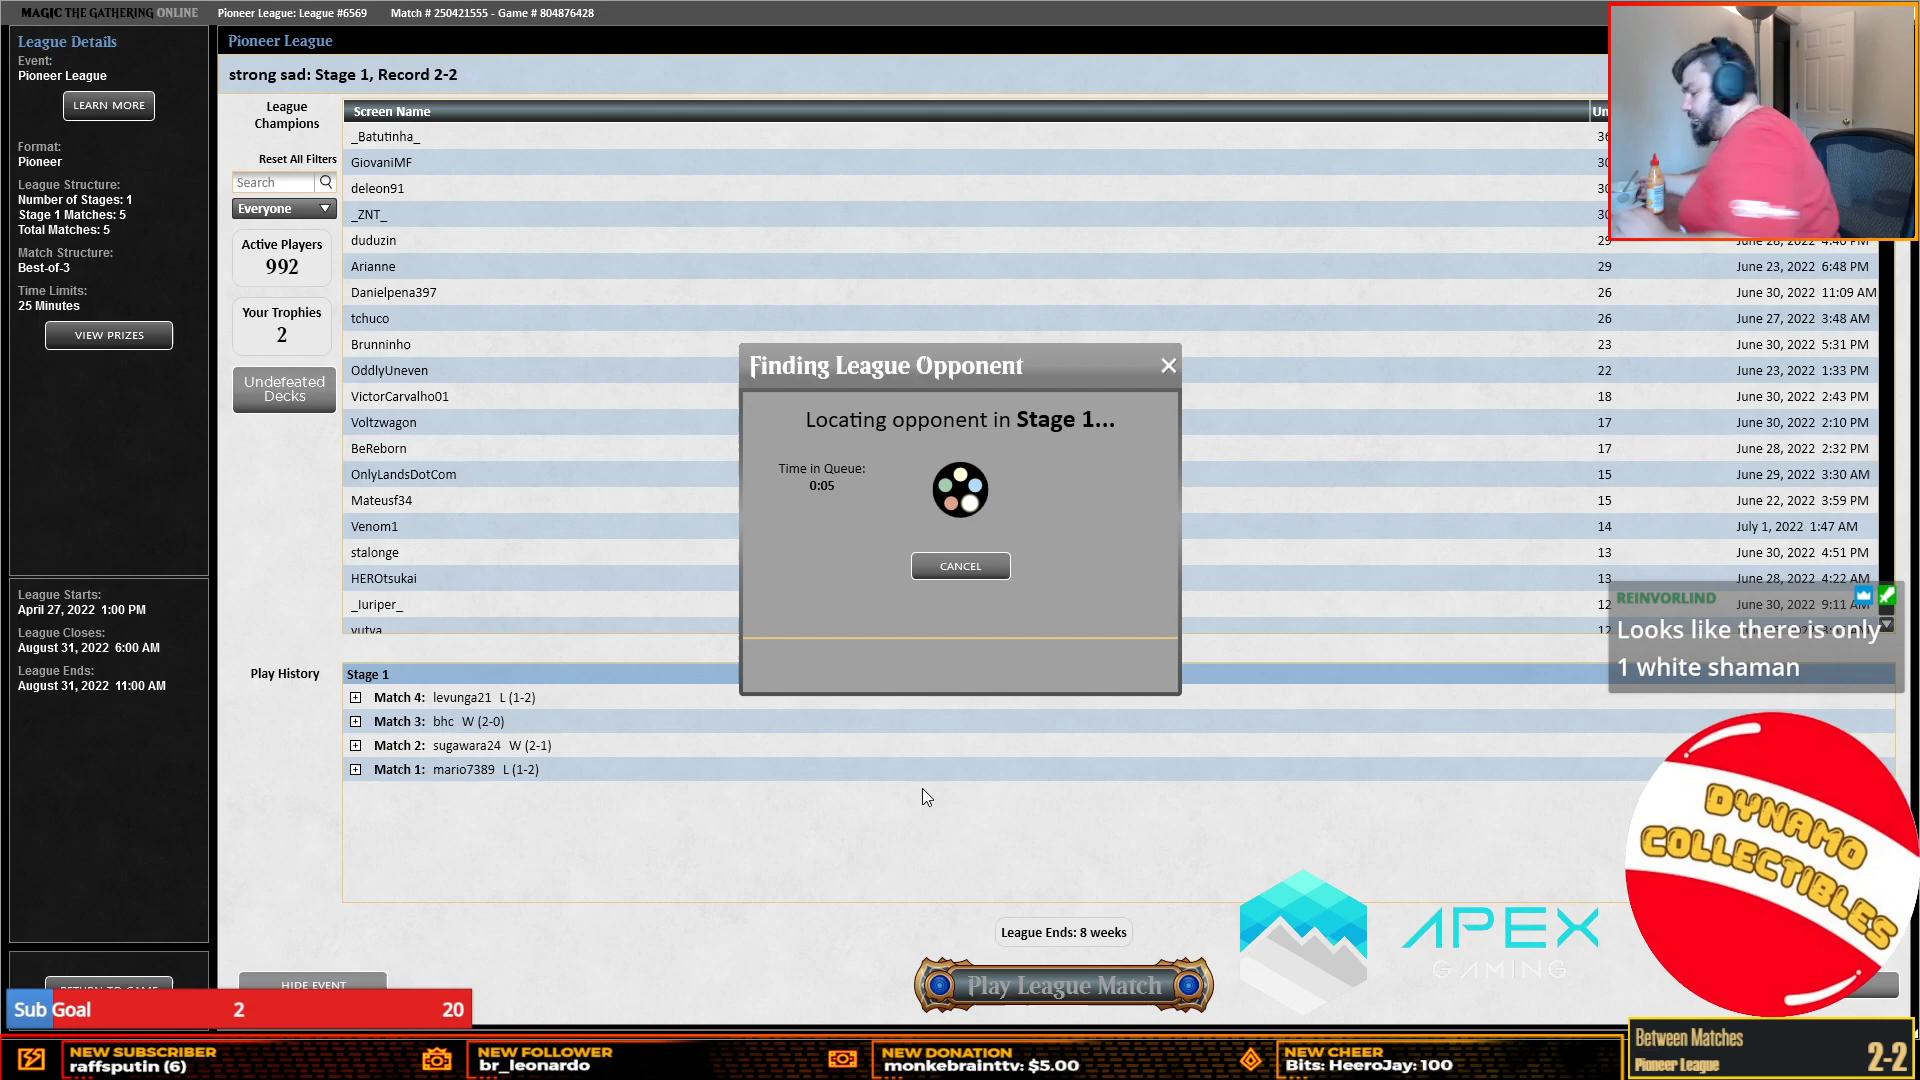 MAGIC THE GATHERING ONLINE
Pioneer League: League #6569
Match # 250421555 - Game # 804876428
League Details
Event:
Pioneer League
LEARN MORE
Format:
Pioneer
League Structure:
Number of Stages: 1
Stage 1 Matches: 5
Total Matches: 5
Match Structure:
Best-of-3
Time Limits:
25 Minutes
VIEW PRIZES
League Starts:
April 27, 2022 1:00 PM
League Closes:
August 31, 2022 6:00 AM
League Ends:
August 31, 2022 11:00 AM
Pioneer League
strong sad: Stage 1, Record 2-2
League
Champions
Reset All Filters
Search
Everyone
Active Players
992
Your Trophies
2
Undefeated
Decks
Screen Name
_Batutinha_
GiovaniMF
deleon91
_ZNT_
duduzin 29
Arianne 29 June 23, 2022 6:48 PM
Danielpena397 26 June 30, 2022 11:09 AM
tchuco 26 June 27, 2022 3:48 AM
Brunninho 23 June 30, 2022 5:31 PM
OddlyUneven 22 June 23, 2022 1:33 PM
VictorCarvalho01 18 June 30, 2022 2:43 PM
Voltzwagon 17 June 30, 2022 2:10 PM
BeReborn 17 June 28, 2022 2:32 PM
OnlyLandsDotCom 15 June 29, 2022 3:30 AM
Mateusf34 15 June 22, 2022 3:59 PM
Venom1 14 July 1, 2022 1:47 AM
stalonge 13 June 30, 2022 4:51 PM
HEROtsukai 13 June 28, 2022 4:22 AM
_luriper_ 12 June 30, 2022 9:11 AM
Finding League Opponent
Locating opponent in Stage 1...
Time in Queue:
0:05
CANCEL
REINVORLIND
Looks like there is only
1 white shaman
Play History
Stage 1
Match 4: levunga21 L (1-2)
Match 3: bhc W (2-0)
Match 2: sugawara24 W (2-1)
Match 1: mario7389 L (1-2)
League Ends: 8 weeks
Play League Match
HIDE EVENT
RETURN TO GAME
APEX
GAMING
DYNAMO
COLLECTIBLES
Sub Goal 2 20
NEW SUBSCRIBER
raffsputin (6)
NEW FOLLOWER
br_leonardo
NEW DONATION
monkebrainttv: $5.00
NEW CHEER
Bits: HeeroJay: 100
Between Matches
Pioneer League
2-2